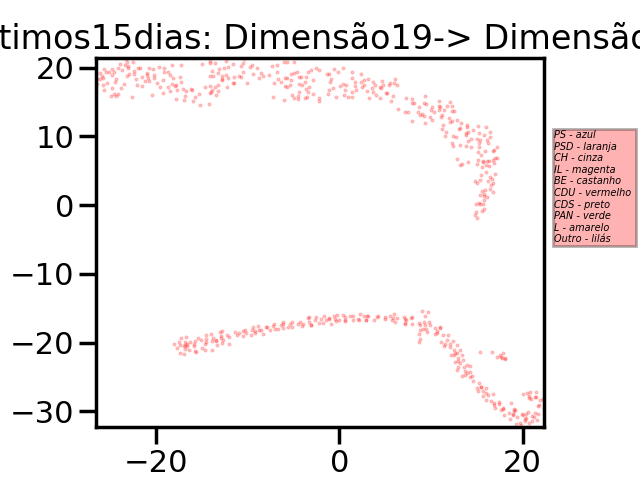 timos15dias: Dimensão19-> Dimensão
20
10
0
−10
−20
−30
−20
0
20
PS - azul
PSD - laranja
CH - cinza
IL - magenta
BE - castanho
CDU - vermelho
CDS - preto
PAN - verde
L - amarelo
Outro - lilás